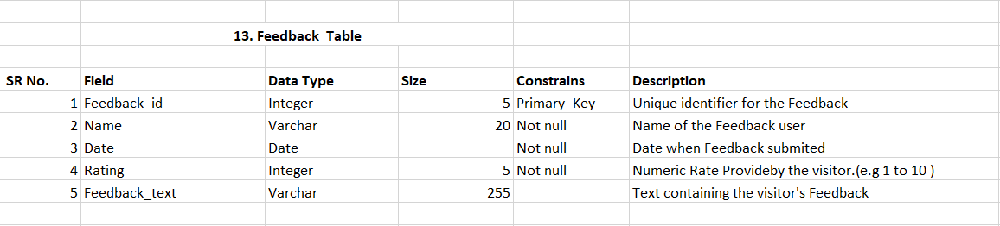 13. Feedback  Table
SR No. Field Data Type Size Constrains Description
1 Feedback_id Integer 5 Primary_Key Unique identifier for the Feedback
2 Name Varchar 20 Not null Name of the Feedback user
3 Date Date Not null Date when Feedback submited
4 Rating Integer 5 Not null Numeric Rate Provideby the visitor.(e.g 1 to 10 )
5 Feedback_text Varchar 255 Text containing the visitor's Feedback